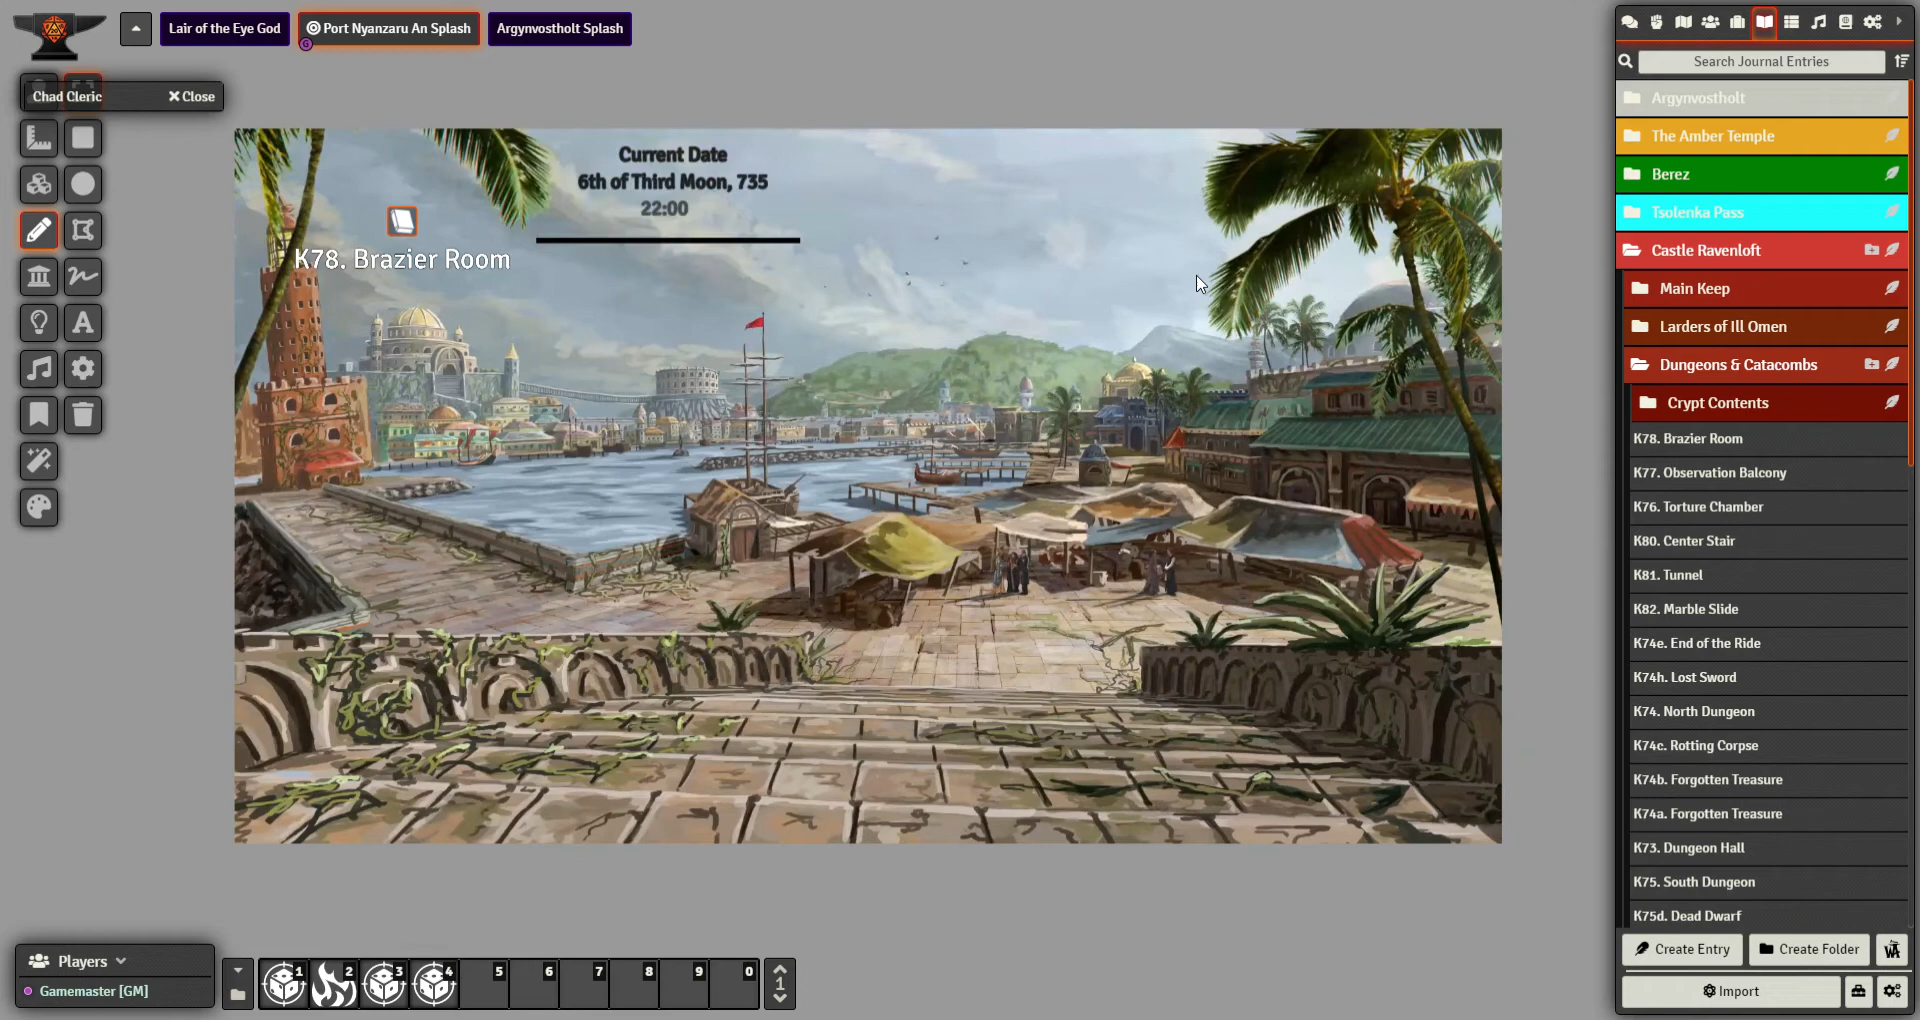 Lair of the Eye God
Port Nyanzaru An Splash
Argynvostholt Splash
G
Chad Cleric
Close
Current Date
6th of Third Moon, 735
22:00
K78. Brazier Room
A
Search Journal Entries
Argynvostholt
The Amber Temple
Berez
Tsolenka Pass
Castle Ravenloft
Main Keep
Larders of Ill Omen
Dungeons & Catacombs
Crypt Contents
K78. Brazier Room
K77. Observation Balcony
K76. Torture Chamber
K80. Center Stair
K81. Tunnel
K82. Marble Slide
K74e. End of the Ride
K74h. Lost Sword
K74. North Dungeon
K74c. Rotting Corpse
K74b. Forgotten Treasure
K74a. Forgotten Treasure
K73. Dungeon Hall
K75. South Dungeon
K75d. Dead Dwarf
Create Entry
Create Folder
Import
Players
Gamemaster [GM]
1 2 3 4 5 6 7 8 9 0
1